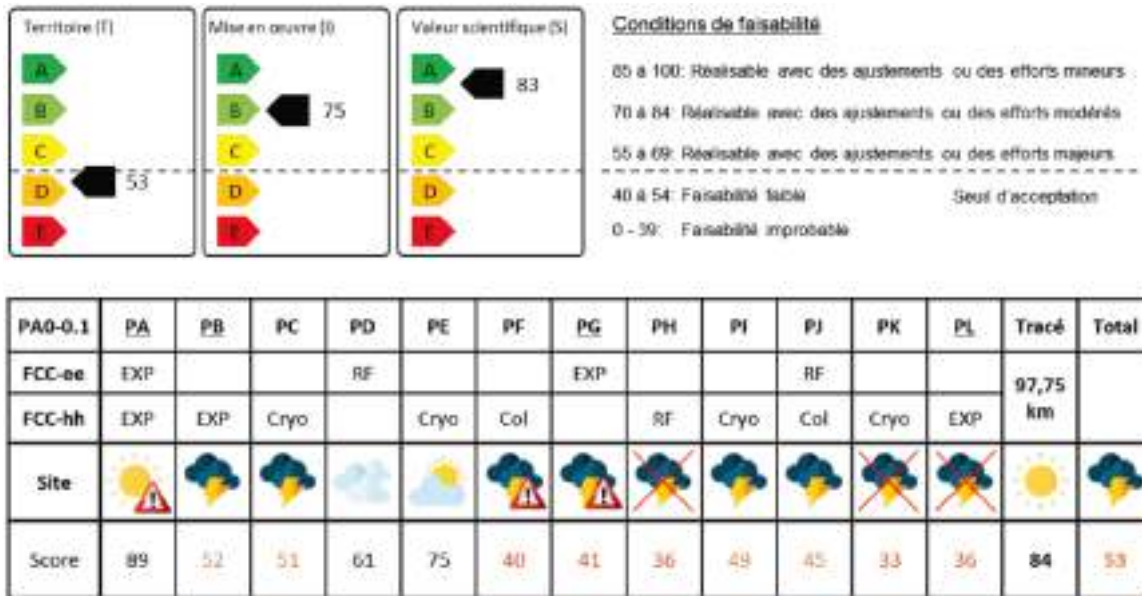 Territoire (T)
Mise en œuvre (I)
Valeur scientifique (S)
Conditions de faisabilité
A
B
C
D
E
53
A
B
C
D
E
75
A
B
C
D
E
83
85 à 100: Réalisable avec des ajustements ou des efforts mineurs
70 à 84: Réalisable avec des ajustements ou des efforts modérés
55 à 69: Réalisable avec des ajustements ou des efforts majeurs
40 à 54: Faisabilité faible Seuil d'acceptation
0 - 39: Faisabilité improbable
PA0-0.1 PA PB PC PD PE PF PG PH PI PJ PK PL Tracé Total
FCC-ee EXP RF EXP RF 97,75 km
FCC-hh EXP EXP Cryo Cryo Col RF Cryo Col Cryo EXP
Site
Score 89 52 51 61 75 40 41 36 49 45 33 36 84 53